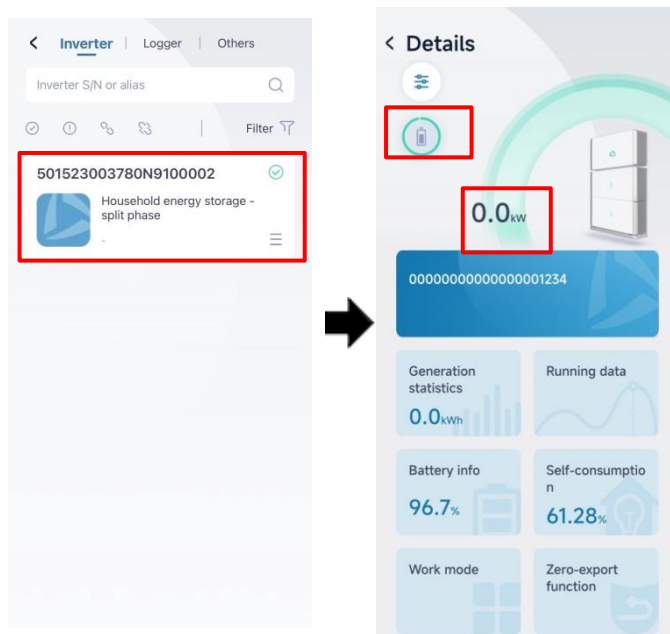 Inverter | Logger | Others
Inverter S/N or alias
Filter
501523003780N9100002
Household energy storage -
split phase
-
Details
0.0kW
00000000000000001234
Generation
statistics
0.0kWh
Running data
Battery info
96.7%
Self-consumptio
n
61.28%
Work mode
Zero-export
function